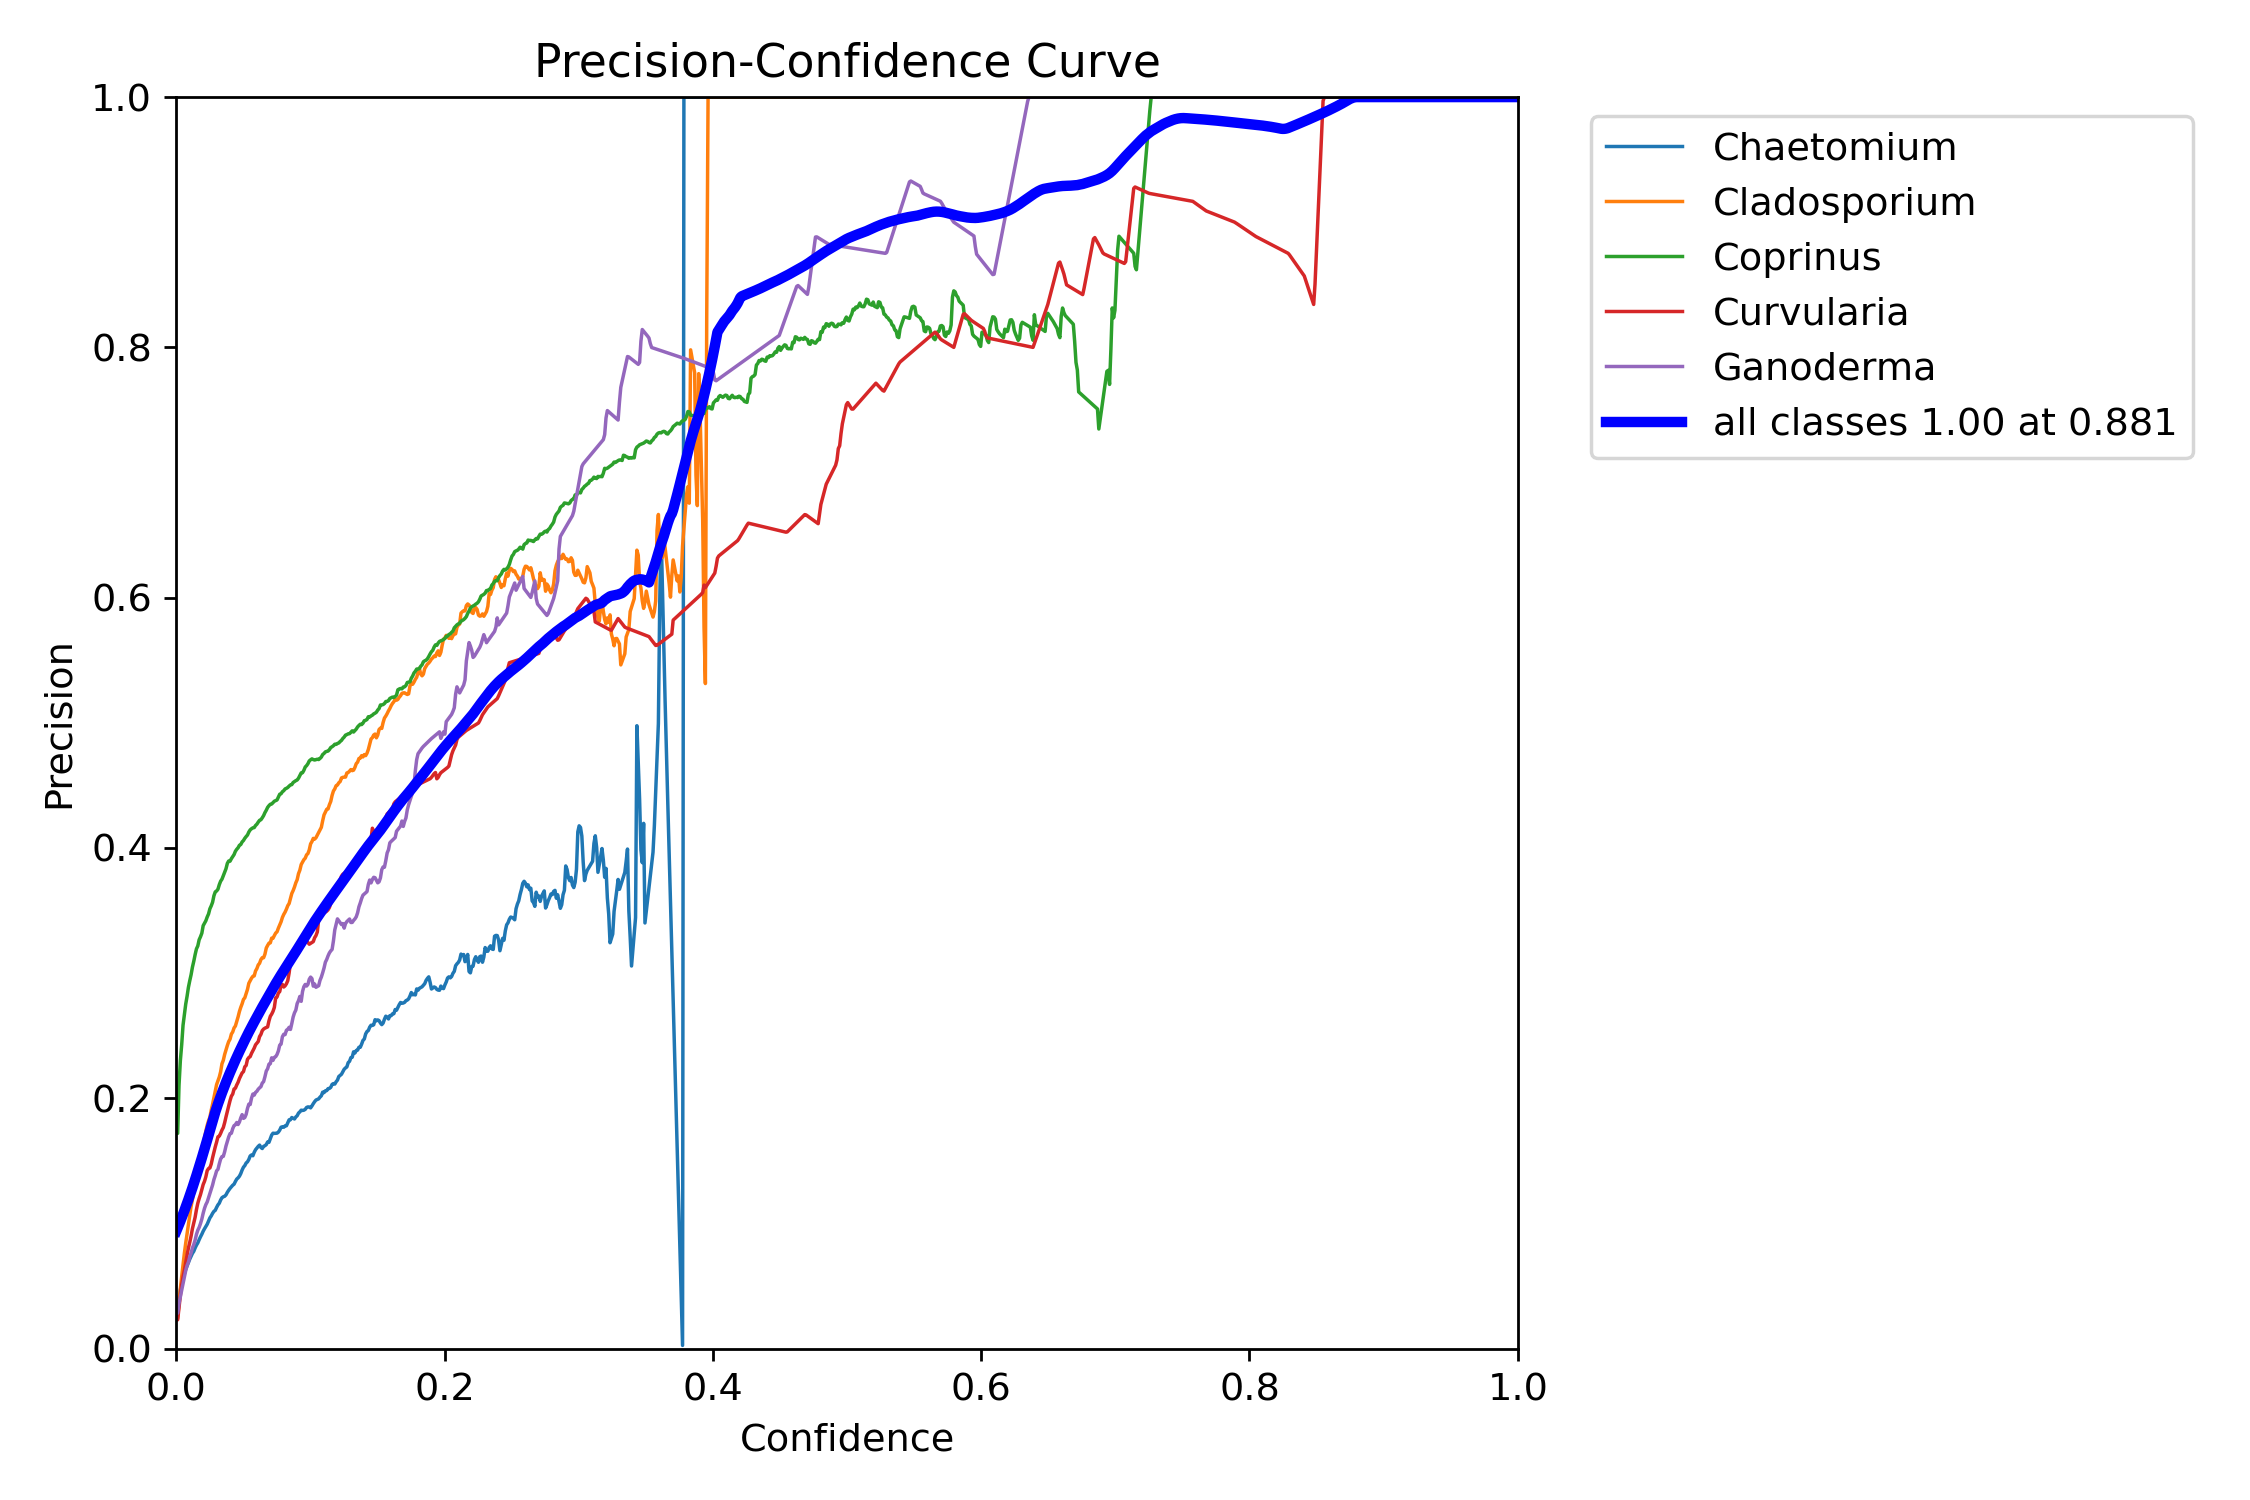 Precision-Confidence Curve
1.0
0.8
0.6
0.4
0.2
0.0
Precision
0.0 0.2 0.4 0.6 0.8 1.0
Confidence
Chaetomium
Cladosporium
Coprinus
Curvularia
Ganoderma
all classes 1.00 at 0.881